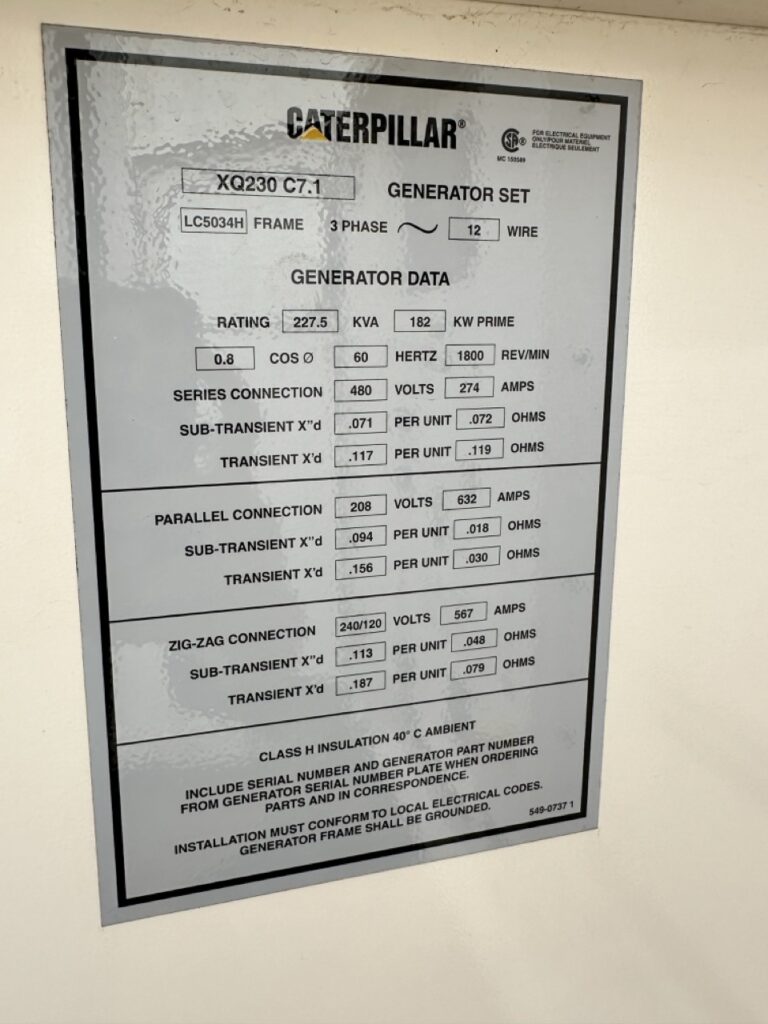 CATERPILLAR®
FOR ELECTRICAL EQUIPMENT
ONLY/POUR MATERIEL
ELECTRIQUE SEULEMENT
MC 150589
XQ230 C7.1 GENERATOR SET
LC5034H FRAME 3 PHASE ~ 12 WIRE
GENERATOR DATA
RATING 227.5 KVA 182 KW PRIME
0.8 COS Ø 60 HERTZ 1800 REV/MIN
SERIES CONNECTION 480 VOLTS 274 AMPS
SUB-TRANSIENT X"d .071 PER UNIT .072 OHMS
TRANSIENT X'd .117 PER UNIT .119 OHMS
PARALLEL CONNECTION 208 VOLTS 632 AMPS
SUB-TRANSIENT X"d .094 PER UNIT .018 OHMS
TRANSIENT X'd .156 PER UNIT .030 OHMS
ZIG-ZAG CONNECTION 240/120 VOLTS 567 AMPS
SUB-TRANSIENT X"d .113 PER UNIT .048 OHMS
TRANSIENT X'd .187 PER UNIT .079 OHMS
CLASS H INSULATION 40° C AMBIENT
INCLUDE SERIAL NUMBER AND GENERATOR PART NUMBER
FROM GENERATOR SERIAL NUMBER PLATE WHEN ORDERING
PARTS AND IN CORRESPONDENCE.
INSTALLATION MUST CONFORM TO LOCAL ELECTRICAL CODES.
GENERATOR FRAME SHALL BE GROUNDED.
549-0737 1